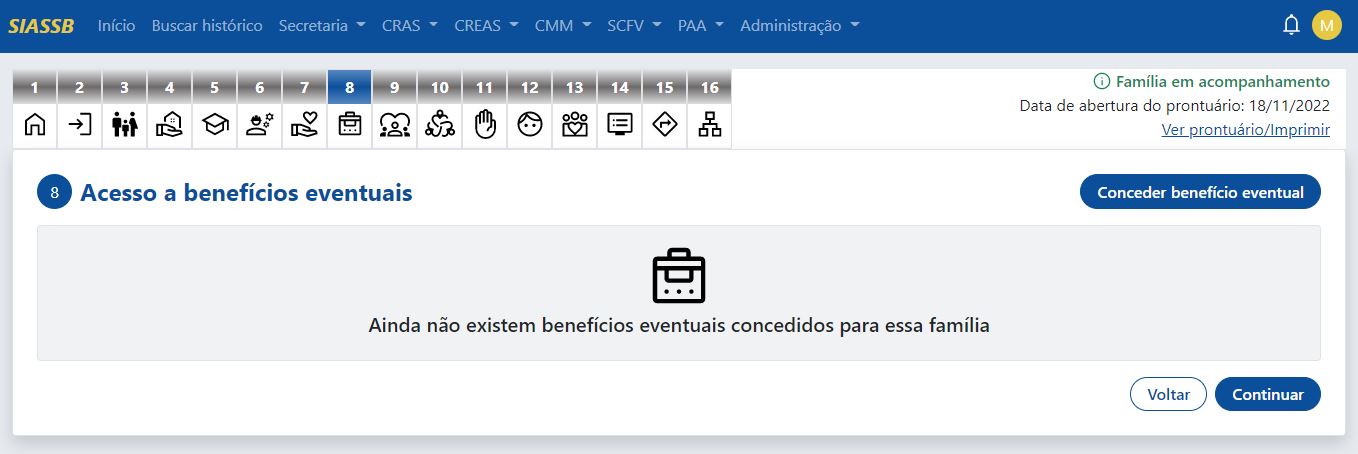 SIASSB Início Buscar histórico Secretaria CRAS CREAS CMM SCFV PAA Administração M
1 2 3 4 5 6 7 8 9 10 11 12 13 14 15 16
Família em acompanhamento
Data de abertura do prontuário: 18/11/2022
Ver prontuário/Imprimir
8 Acesso a benefícios eventuais
Conceder benefício eventual
Ainda não existem benefícios eventuais concedidos para essa família
Voltar Continuar